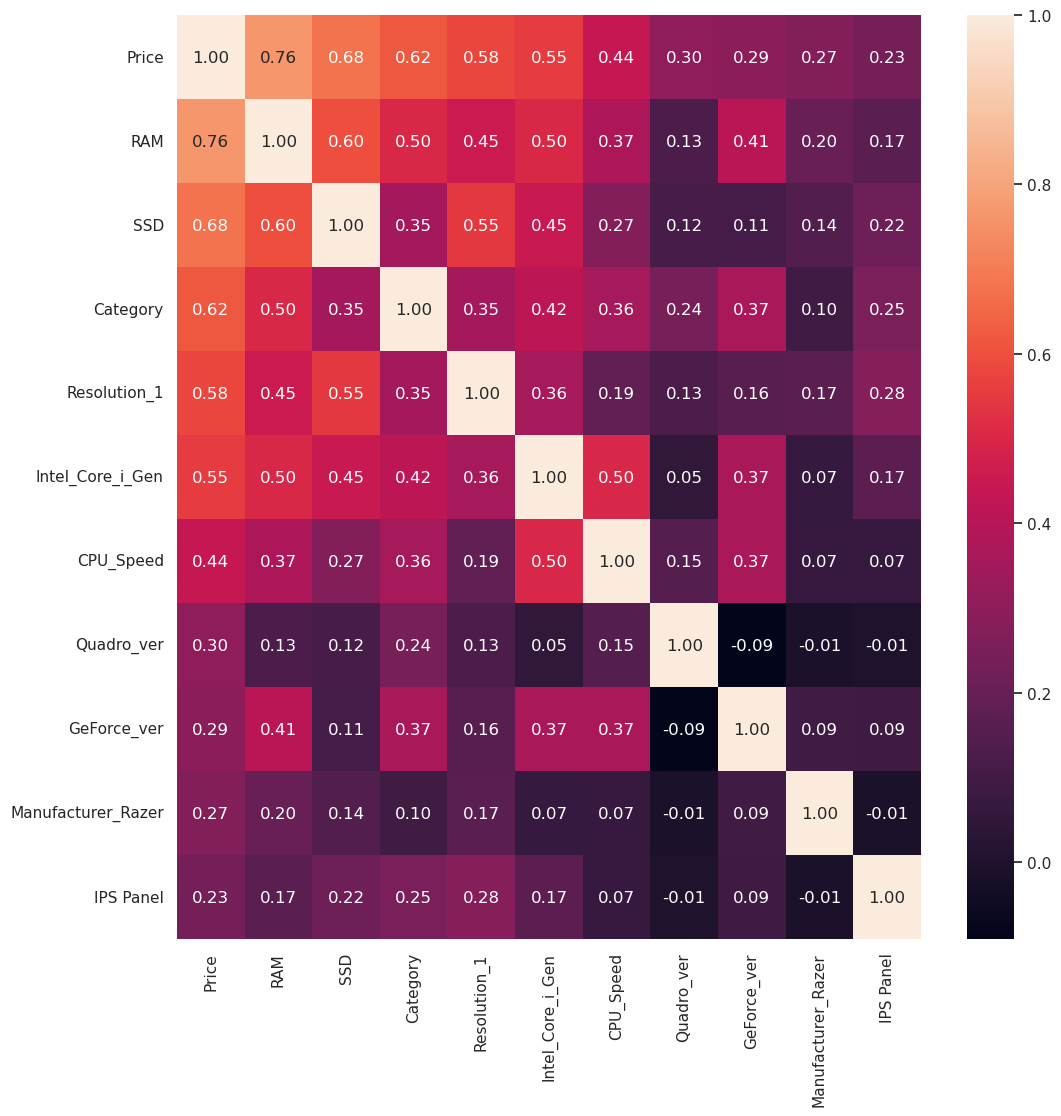 Price 1.00 0.76 0.68 0.62 0.58 0.55 0.44 0.30 0.29 0.27 0.23
RAM 0.76 1.00 0.60 0.50 0.45 0.50 0.37 0.13 0.41 0.20 0.17
SSD 0.68 0.60 1.00 0.35 0.55 0.45 0.27 0.12 0.11 0.14 0.22
Category 0.62 0.50 0.35 1.00 0.35 0.42 0.36 0.24 0.37 0.10 0.25
Resolution_1 0.58 0.45 0.55 0.35 1.00 0.36 0.19 0.13 0.16 0.17 0.28
Intel_Core_i_Gen 0.55 0.50 0.45 0.42 0.36 1.00 0.50 0.05 0.37 0.07 0.17
CPU_Speed 0.44 0.37 0.27 0.36 0.19 0.50 1.00 0.15 0.37 0.07 0.07
Quadro_ver 0.30 0.13 0.12 0.24 0.13 0.05 0.15 1.00 -0.09 -0.01 -0.01
GeForce_ver 0.29 0.41 0.11 0.37 0.16 0.37 0.37 -0.09 1.00 0.09 0.09
Manufacturer_Razer 0.27 0.20 0.14 0.10 0.17 0.07 0.07 -0.01 0.09 1.00 -0.01
IPS Panel 0.23 0.17 0.22 0.25 0.28 0.17 0.07 -0.01 0.09 -0.01 1.00
Price
RAM
SSD
Category
Resolution_1
Intel_Core_i_Gen
CPU_Speed
Quadro_ver
GeForce_ver
Manufacturer_Razer
IPS Panel
1.0
0.8
0.6
0.4
0.2
0.0